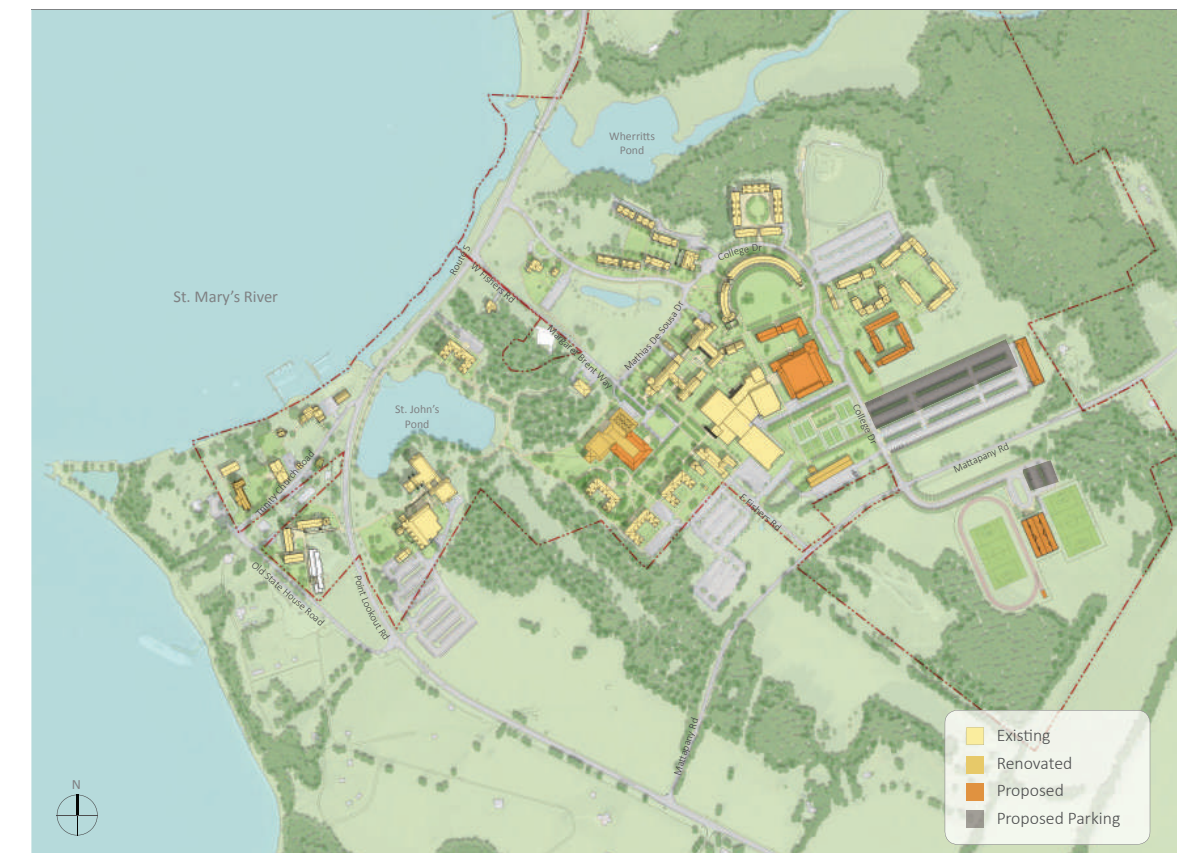 Wherritts
Pond
College Dr
Route 5
St. Mary's River
W Fishers Rd
Mathias De Sousa Dr
Margaret Brent Way
St. John's
Pond
College Dr
Mattapany Rd
Trinity Church Road
E Fishers Rd
Old State House Road
Point Lookout Rd
Mattapany Rd
Existing
Renovated
Proposed
Proposed Parking
N